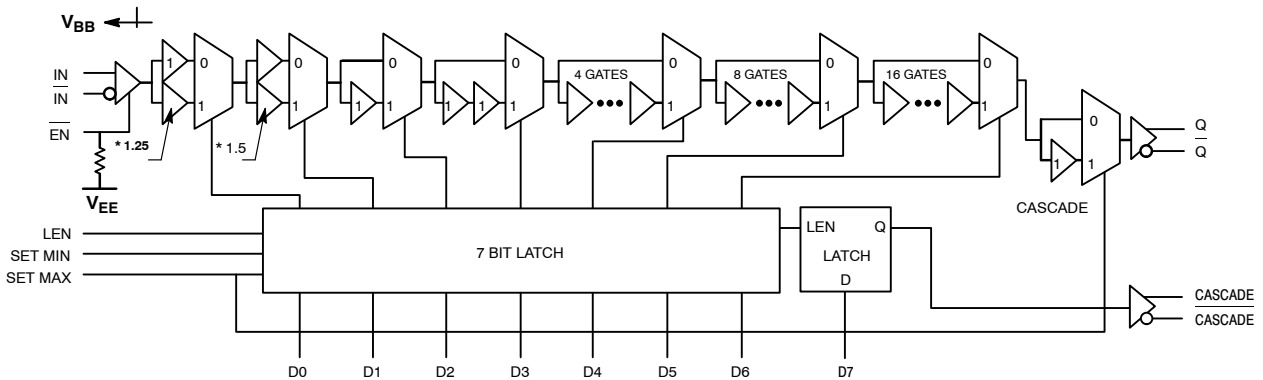 VBB
IN
IN
EN
1
0
1
* 1.25
0
1
* 1.5
0
1
1
0
1
1
1
4 GATES
0
1
8 GATES
0
1
16 GATES
0
1
0
1
1
CASCADE
Q
Q
VEE
LEN
SET MIN
SET MAX
7 BIT LATCH
LEN
Q
LATCH
D
CASCADE
CASCADE
D0
D1
D2
D3
D4
D5
D6
D7